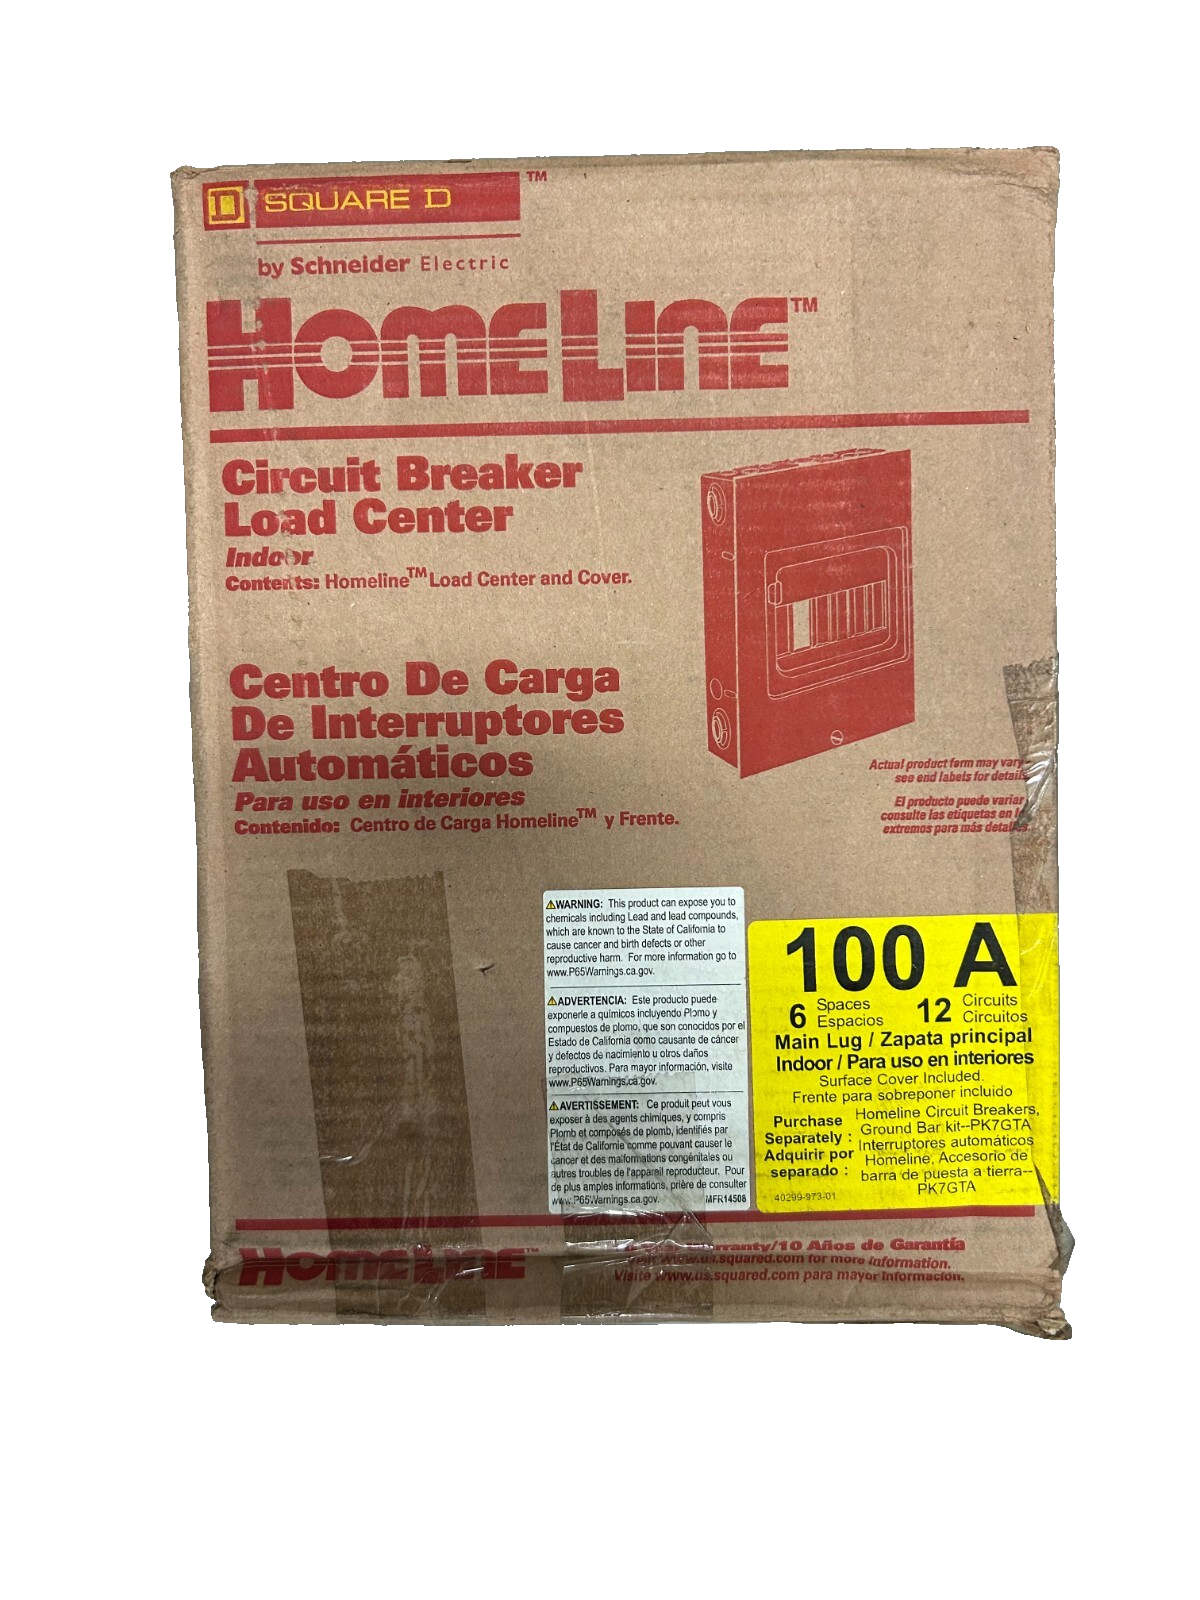 SQUARE D ™
by Schneider Electric
HOMELINE™
Circuit Breaker
Load Center
Indoor
Contents: Homeline™ Load Center and Cover.
Centro De Carga
De Interruptores
Automáticos
Para uso en interiores
Contenido: Centro de Carga Homeline™ y Frente.
Actual product form may vary
see end labels for details
El producto puede variar
consulte las etiquetas en
extremos para más detalles.
⚠WARNING: This product can expose you to
chemicals including Lead and lead compounds,
which are known to the State of California to
cause cancer and birth defects or other
reproductive harm. For more information go to
www.P65Warnings.ca.gov.
⚠ADVERTENCIA: Este producto puede
exponerle a químicos incluyendo Plomo y
compuestos de plomo, que son conocidos por el
Estado de California como causante de cáncer
y defectos de nacimiento u otros daños
reproductivos. Para mayor información, visite
www.P65Warnings.ca.gov.
⚠AVERTISSEMENT: Ce produit peut vous
exposer à des agents chimiques, y compris
Plomb et composés de plomb, identifiés par
l'État de Californie comme pouvant causer le
cancer et des malformations congénitales ou
autres troubles de l'appareil reproducteur. Pour
de plus amples informations, prière de consulter
www.P65Warnings.ca.gov. MFR14508
100 A
6 Spaces 12 Circuits
Espacios Circuitos
Main Lug / Zapata principal
Indoor / Para uso en interiores
Surface Cover Included.
Frente para sobreponer incluido
Purchase Separately : Homeline Circuit Breakers,
Ground Bar kit--PK7GTA
Adquirir por separado : Interruptores automáticos
Homeline, Accesorio de
barra de puesta a tierra--
PK7GTA
40299-973-01
HOMELINE™
Warranty/10 Años de Garantía
Visit www.us.squared.com for more information.
Visite www.us.squared.com para mayor información.